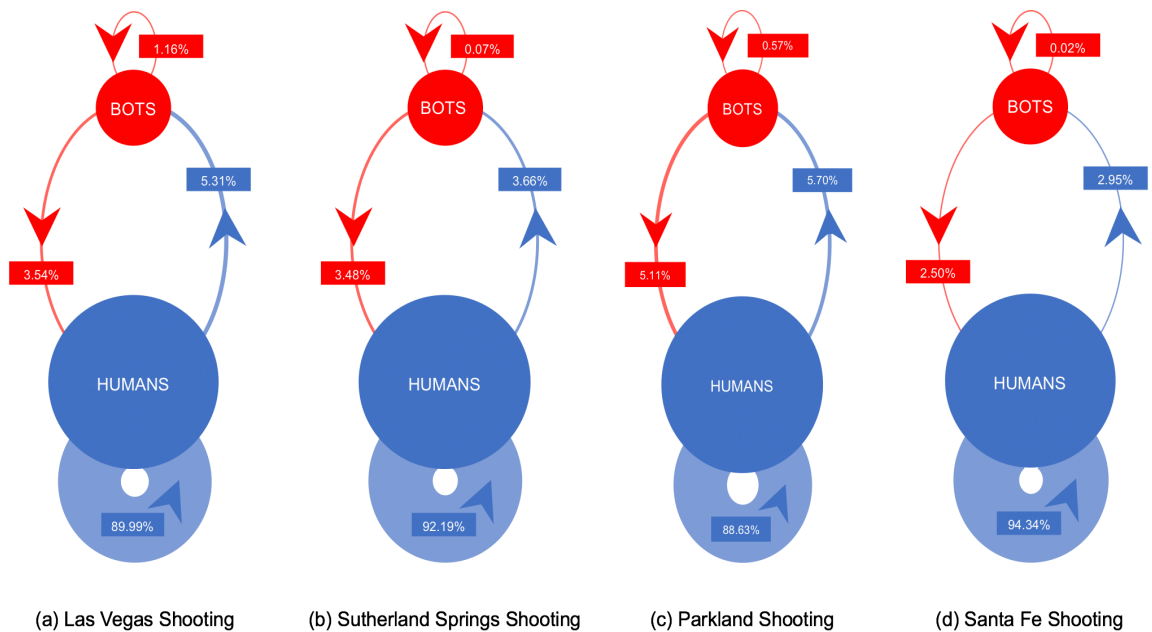 1.16%
BOTS
5.31%
3.54%
HUMANS
89.99%
(a) Las Vegas Shooting
0.07%
BOTS
3.66%
3.48%
HUMANS
92.19%
(b) Sutherland Springs Shooting
0.57%
BOTS
5.70%
5.11%
HUMANS
88.63%
(c) Parkland Shooting
0.02%
BOTS
2.95%
2.50%
HUMANS
94.34%
(d) Santa Fe Shooting